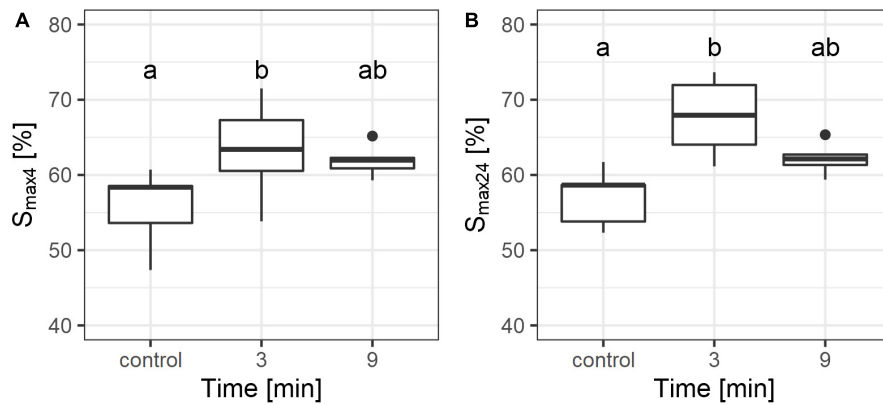 A
80
70
60
50
40
Smax4 [%]
a b ab
control 3 9
Time [min]
B
80
70
60
50
40
Smax24 [%]
a b ab
control 3 9
Time [min]